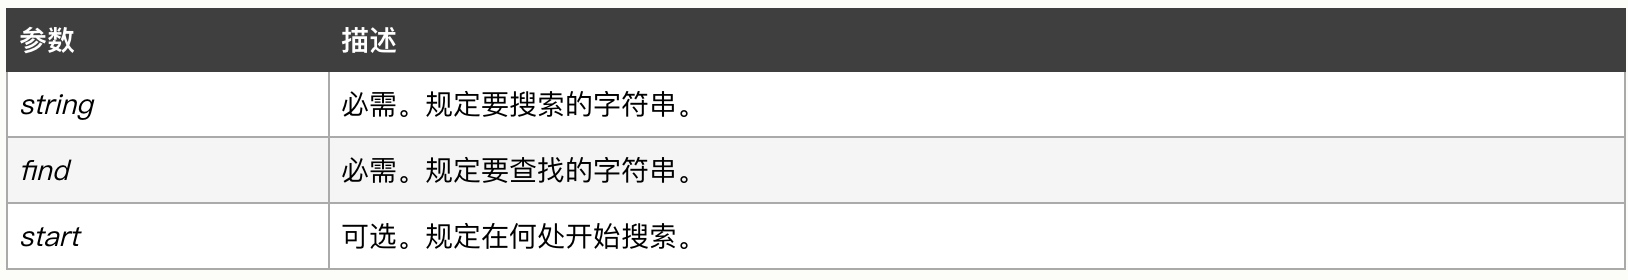 参数 描述
string 必需。规定要搜索的字符串。
find 必需。规定要查找的字符串。
start 可选。规定在何处开始搜索。